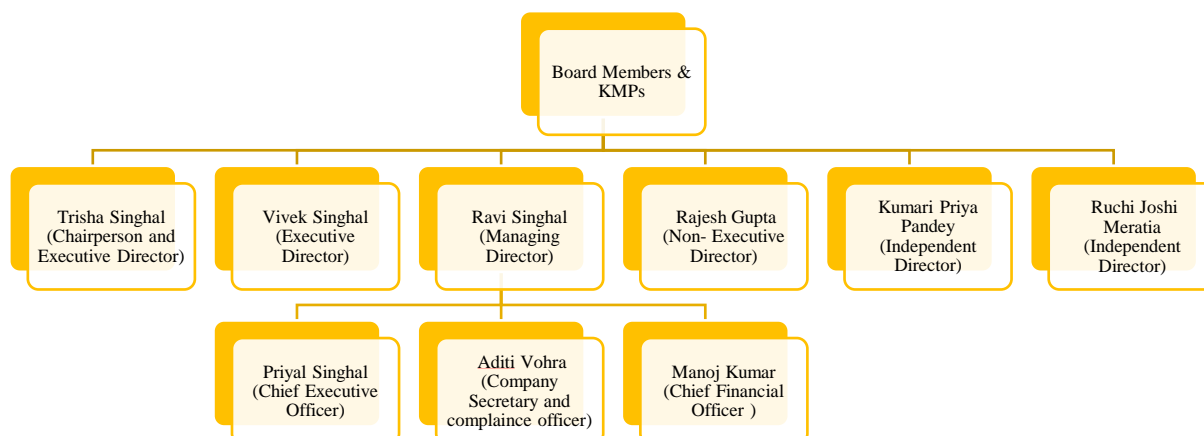 Board Members &
KMPs
Trisha Singhal
(Chairperson and
Executive Director)
Vivek Singhal
(Executive
Director)
Ravi Singhal
(Managing
Director)
Rajesh Gupta
(Non- Executive
Director)
Kumari Priya
Pandey
(Independent
Director)
Ruchi Joshi
Meratia
(Independent
Director)
Priyal Singhal
(Chief Executive
Officer)
Aditi Vohra
(Company
Secretary and
complaince officer)
Manoj Kumar
(Chief Financial
Officer )